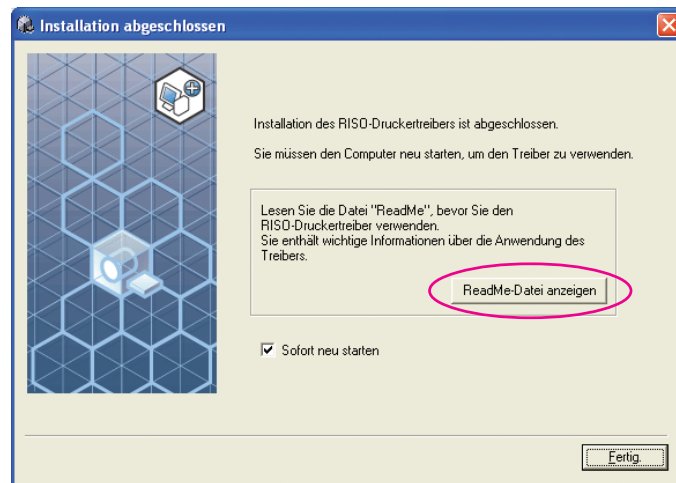 Installation abgeschlossen
Installation des RISO-Druckertreibers ist abgeschlossen.
Sie müssen den Computer neu starten, um den Treiber zu verwenden.
Lesen Sie die Datei "ReadMe", bevor Sie den
RISO-Druckertreiber verwenden.
Sie enthält wichtige Informationen über die Anwendung des
Treibers.
ReadMe-Datei anzeigen
Sofort neu starten
Fertig.